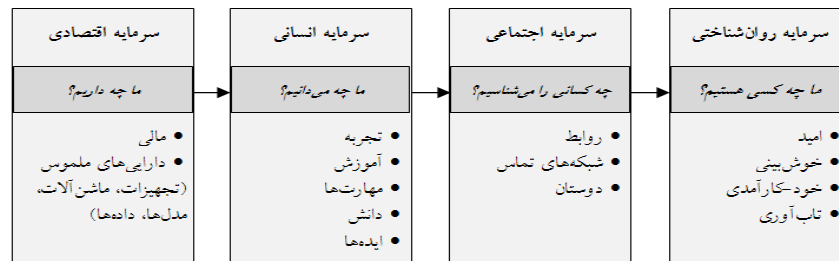 سرمایه اقتصادی
ما چه داریم؟
● مالی
● دارایی‌های ملموس
(تجهیزات، ماشن‌آلات،
مدل‌ها، داده‌ها)
سرمایه انسانی
ما چه می‌دانیم؟
● تجربه
● آموزش
● مهارت‌ها
● دانش
● ایده‌ها
سرمایه اجتماعی
چه کسانی را می‌شناسیم؟
● روابط
● شبکه‌های تماس
● دوستان
سرمایه روان‌شناختی
ما چه کسی هستیم؟
● امید
● خوش‌بینی
● خود-کارآمدی
● تاب‌آوری